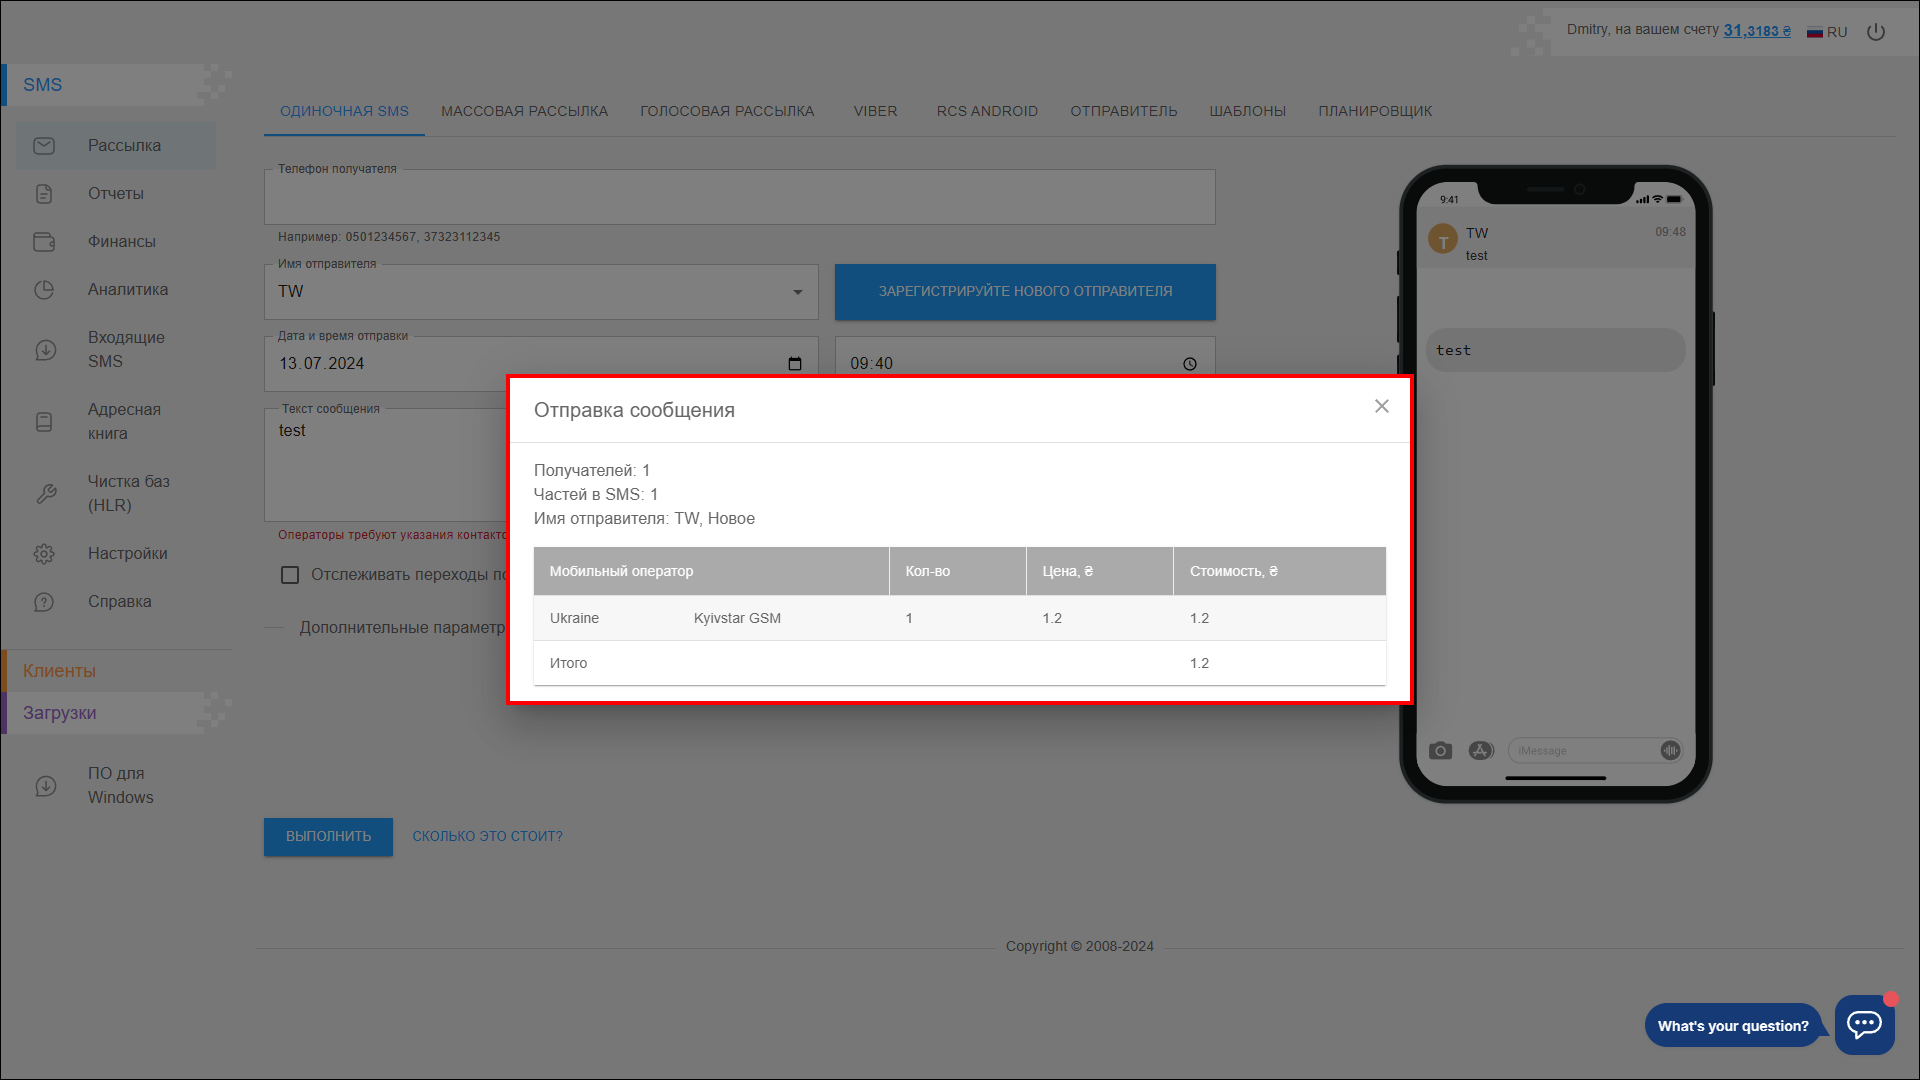 Dmitry, на вашем счету 31,3183 ₴ RU
SMS
Рассылка
Отчеты
Финансы
Аналитика
Входящие
SMS
Адресная
книга
Чистка баз
(HLR)
Настройки
Справка
Клиенты
Загрузки
ПО для
Windows
ОДИНОЧНАЯ SMS МАССОВАЯ РАССЫЛКА ГОЛОСОВАЯ РАССЫЛКА VIBER RCS ANDROID ОТПРАВИТЕЛЬ ШАБЛОНЫ ПЛАНИРОВЩИК
Телефон получателя
Например: 0501234567, 37323112345
Имя отправителя
TW
ЗАРЕГИСТРИРУЙТЕ НОВОГО ОТПРАВИТЕЛЯ
Дата и время отправки
13.07.2024 09:40
Текст сообщения
test
Операторы требуют указания
Отслеживать переходы
Дополнительные
Отправка сообщения
Получателей: 1
Частей в SMS: 1
Имя отправителя: TW, Новое
Мобильный оператор Кол-во Цена, ₴ Стоимость, ₴
Ukraine Kyivstar GSM 1 1.2 1.2
Итого 1.2
ВЫПОЛНИТЬ СКОЛЬКО ЭТО СТОИТ?
9:41
T
TW 09:48
test
test
iMessage
Copyright © 2008-2024
What's your question?